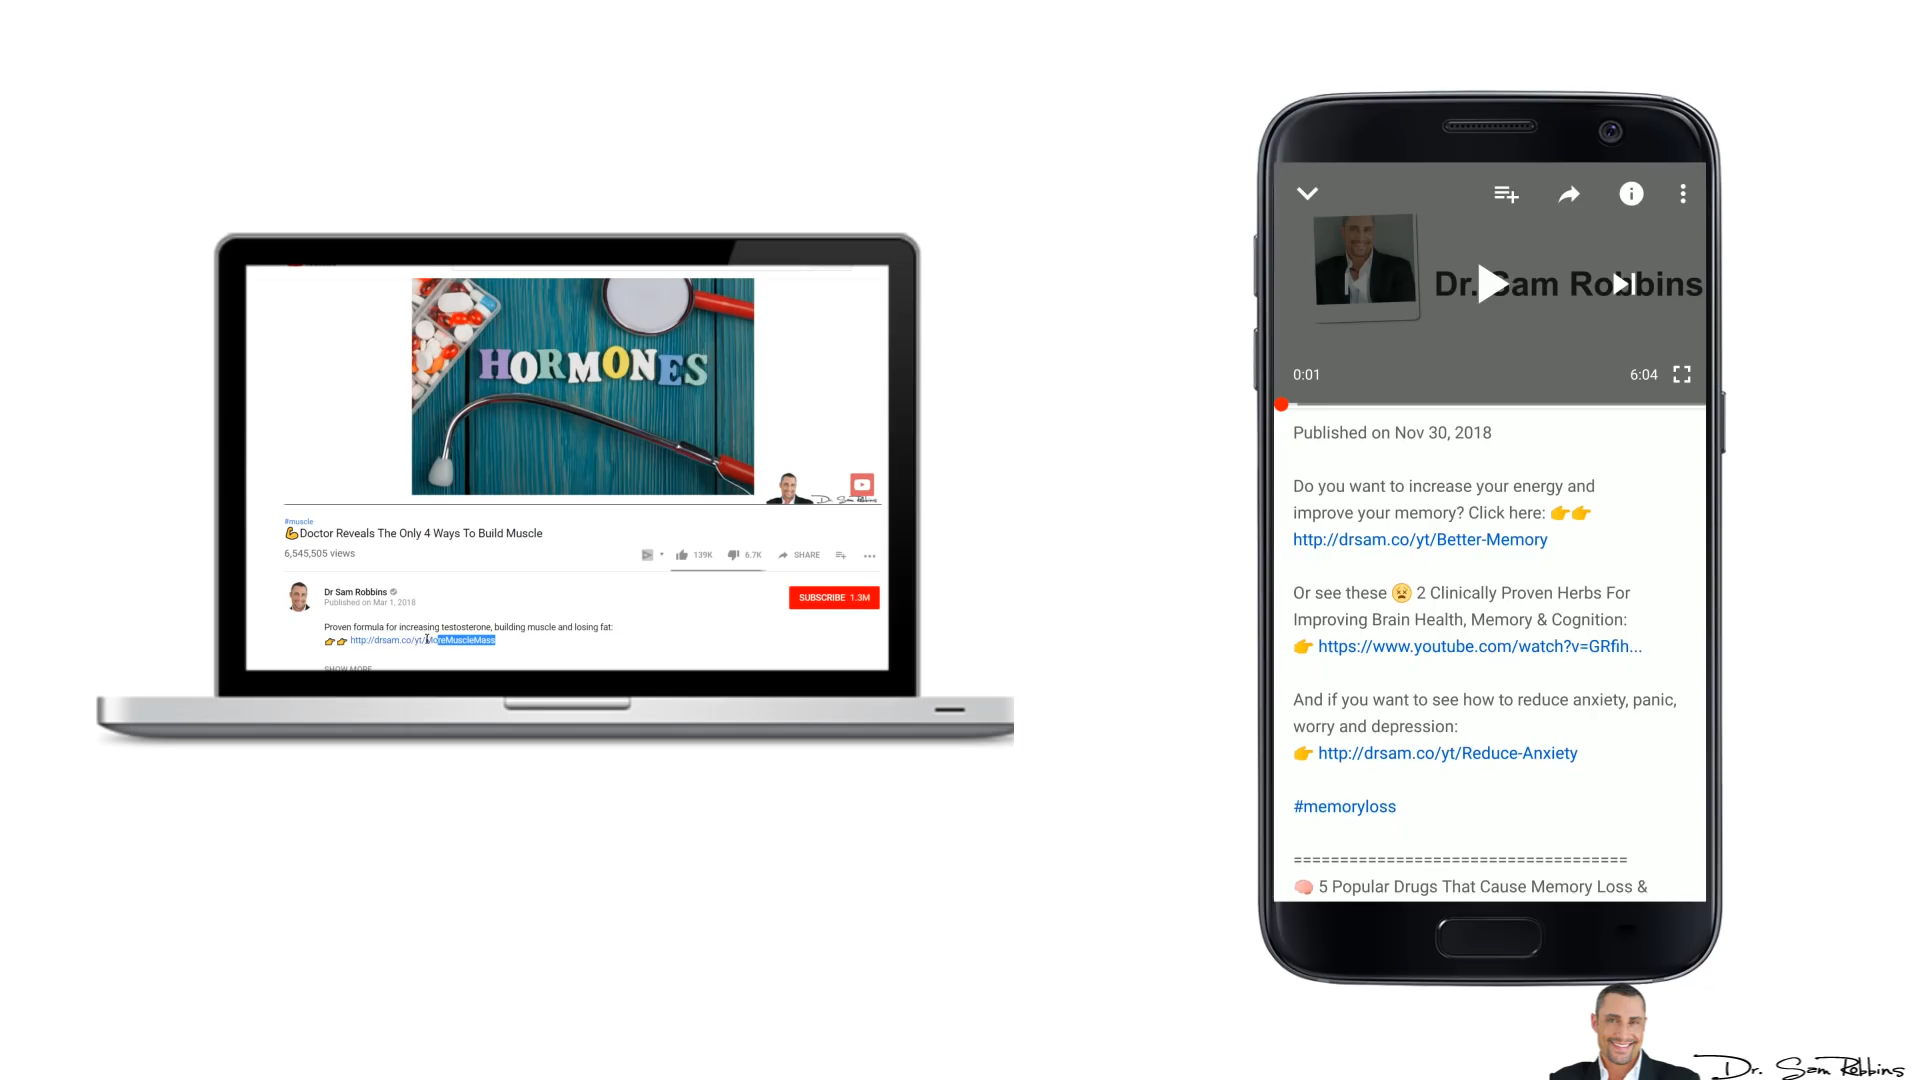 HORMONES
Dr. Sam Robbins
#muscle
💪Doctor Reveals The Only 4 Ways To Build Muscle
6,545,505 views
139K
6.7K
SHARE
Dr Sam Robbins
Published on Mar 1, 2018
SUBSCRIBE 1.3M
Proven formula for increasing testosterone, building muscle and losing fat:
👉👉 http://drsam.co/yt/MoreMuscleMass
SHOW MORE
Dr. Sam Robbins
0:01
6:04
Published on Nov 30, 2018
Do you want to increase your energy and
improve your memory? Click here: 👉👉
http://drsam.co/yt/Better-Memory
Or see these 😵 2 Clinically Proven Herbs For
Improving Brain Health, Memory & Cognition:
👉 https://www.youtube.com/watch?v=GRfih...
And if you want to see how to reduce anxiety, panic,
worry and depression:
👉 http://drsam.co/yt/Reduce-Anxiety
#memoryloss
====================================
🧠 5 Popular Drugs That Cause Memory Loss &
Dr. Sam Robbins